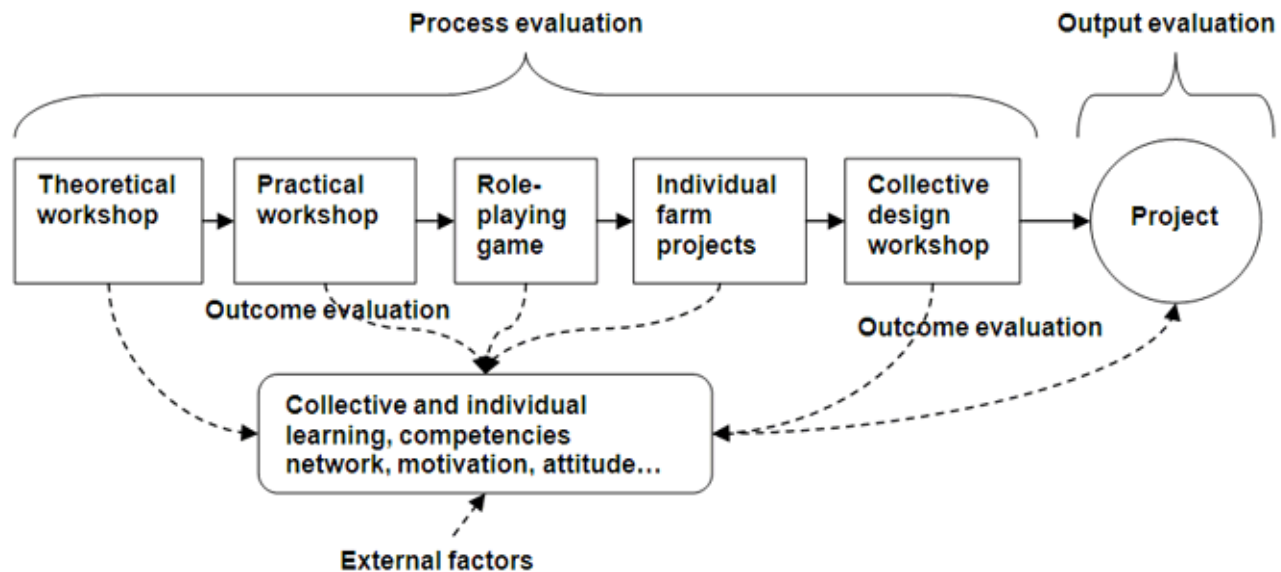 Process evaluation
Output evaluation
Theoretical
workshop
Practical
workshop
Role-
playing
game
Individual
farm
projects
Collective
design
workshop
Project
Outcome evaluation
Outcome evaluation
Collective and individual
learning, competencies
network, motivation, attitude...
External factors